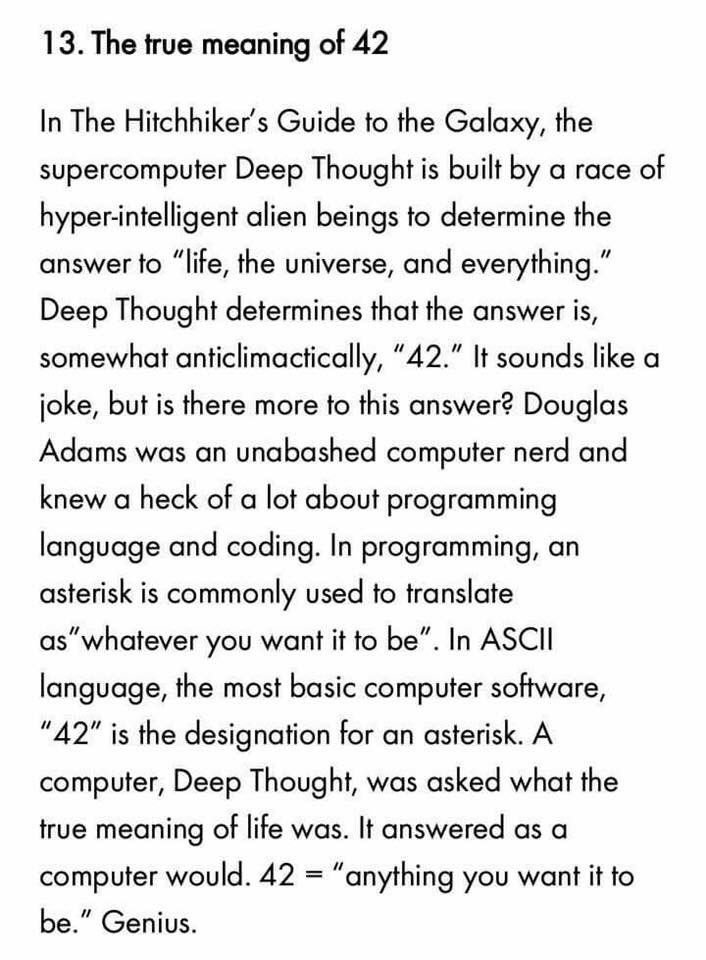 13. The true meaning of 42
In The Hitchhiker's Guide to the Galaxy, the
supercomputer Deep Thought is built by a race of
hyper-intelligent alien beings to determine the
answer to “life, the universe, and everything.”
Deep Thought determines that the answer is,
somewhat anticlimactically, “42.” It sounds like a
joke, but is there more to this answer? Douglas
Adams was an unabashed computer nerd and
knew a heck of a lot about programming
language and coding. In programming, an
asterisk is commonly used to translate
as”whatever you want it to be”. In ASCII
language, the most basic computer software,
“42” is the designation for an asterisk. A
computer, Deep Thought, was asked what the
true meaning of life was. It answered as a
computer would. 42 = “anything you want it to
be.” Genius.